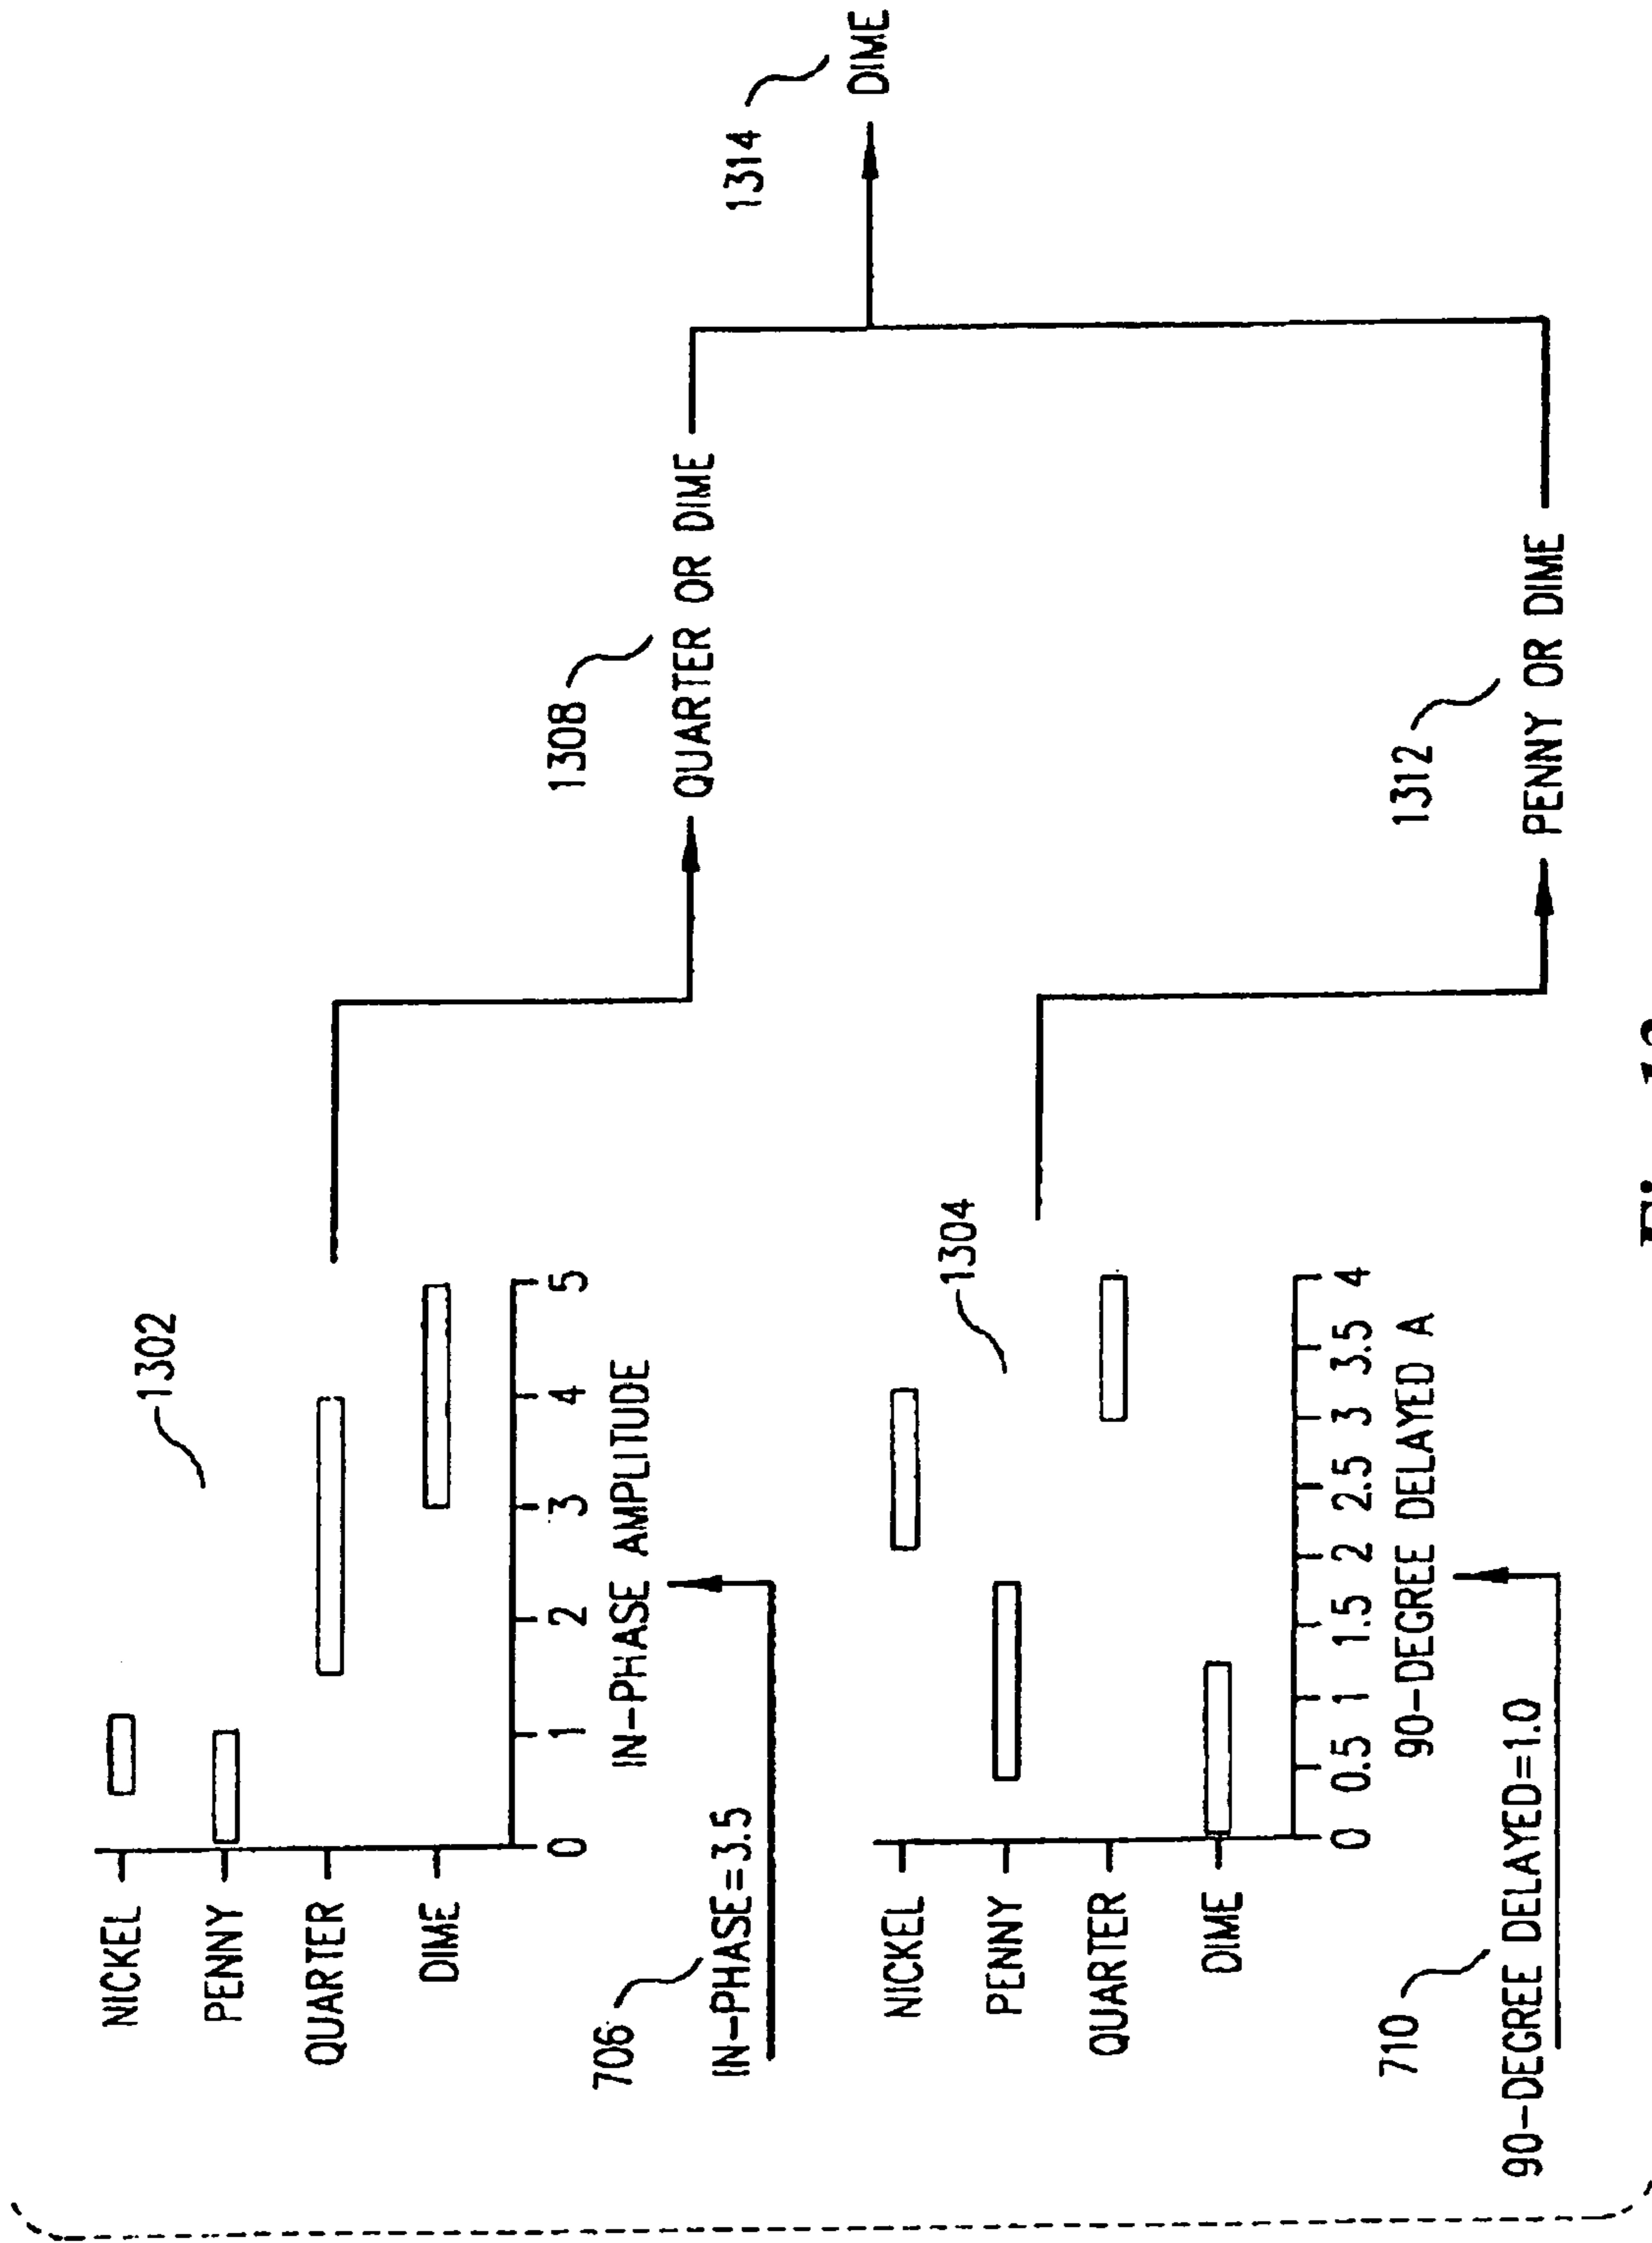 1302
NICKEL
PENNY
QUARTER
DIME
0 1 2 3 4 5
IN-PHASE AMPLITUDE
706
IN-PHASE=3.5
1308
QUARTER OR DIME
1314
DIME
1304
NICKEL
PENNY
QUARTER
DIME
0 0.5 1 1.5 2 2.5 3 3.5 4
90-DEGREE DELAYED A
710
90-DEGREE DELAYED=1.0
1312
PENNY OR DIME